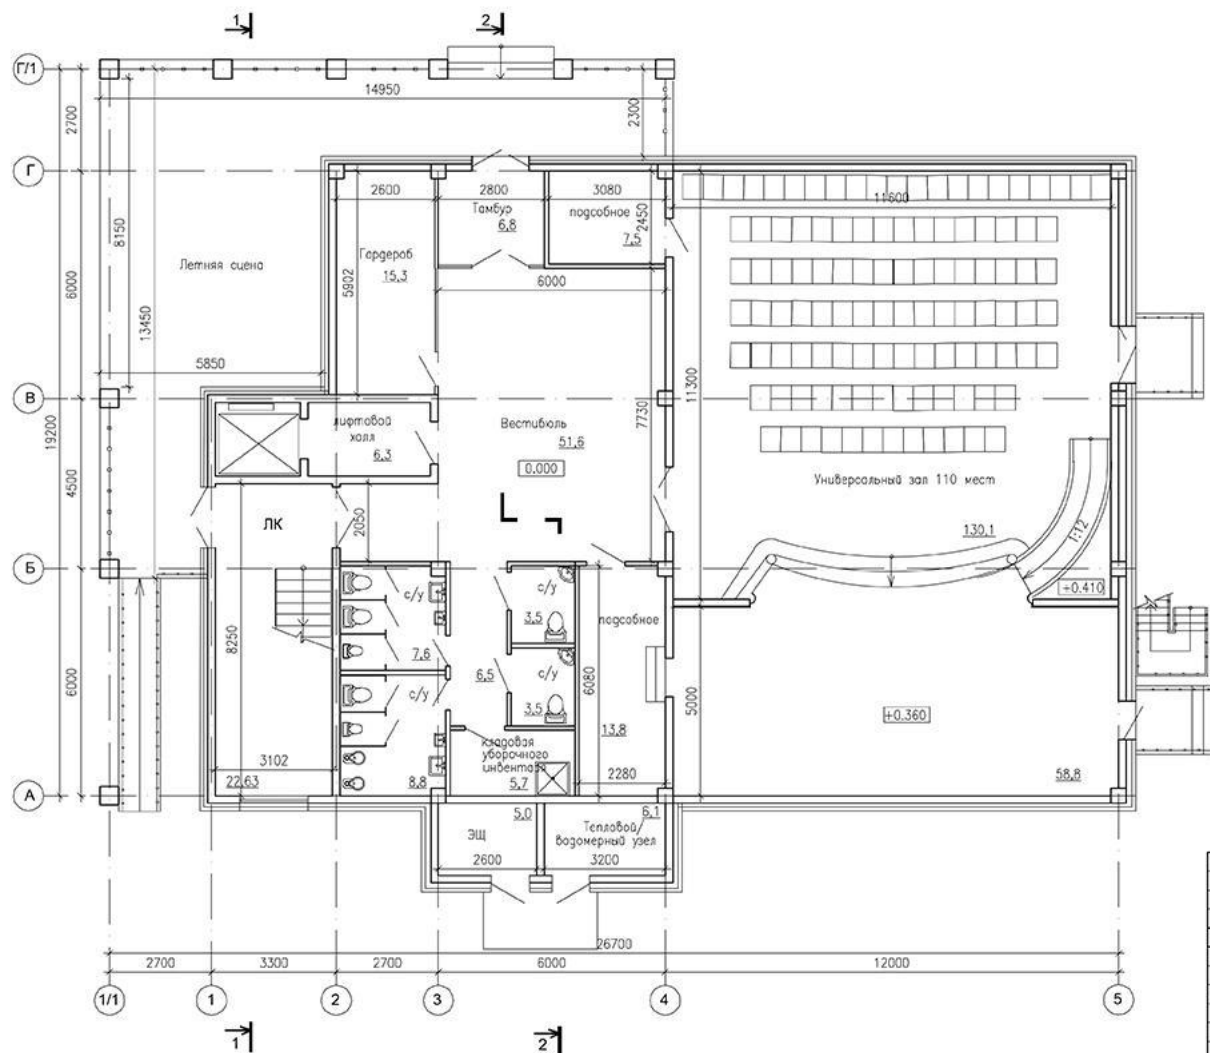 1
2
Г/1
14950
2700
2300
Г
2600
2800
3080
11600
Тамбур
подсобное
6,8
7,5
2450
8150
Летняя сцена
Гардероб
15,3
5902
6000
6000
13450
5850
11300
7730
В
19200
лифтовой
холл
6,3
Вестибюль
51,6
0.000
Универсальный зал 110 мест
4500
ЛК
2050
130,1
1:12
Б
+0.410
с/у
3,5
подсобное
7,6
8250
6,5
с/у
с/у
3,5
6080
5000
6000
13,8
+0.360
кладовая
уборочного
инвентаря
3102
22,63
8,8
5,7
2280
58,8
А
5,0
6,1
ЭЩ
Тепловой/
водомерный узел
2600
3200
26700
2700
3300
2700
6000
12000
1/1
1
2
3
4
5
1
2